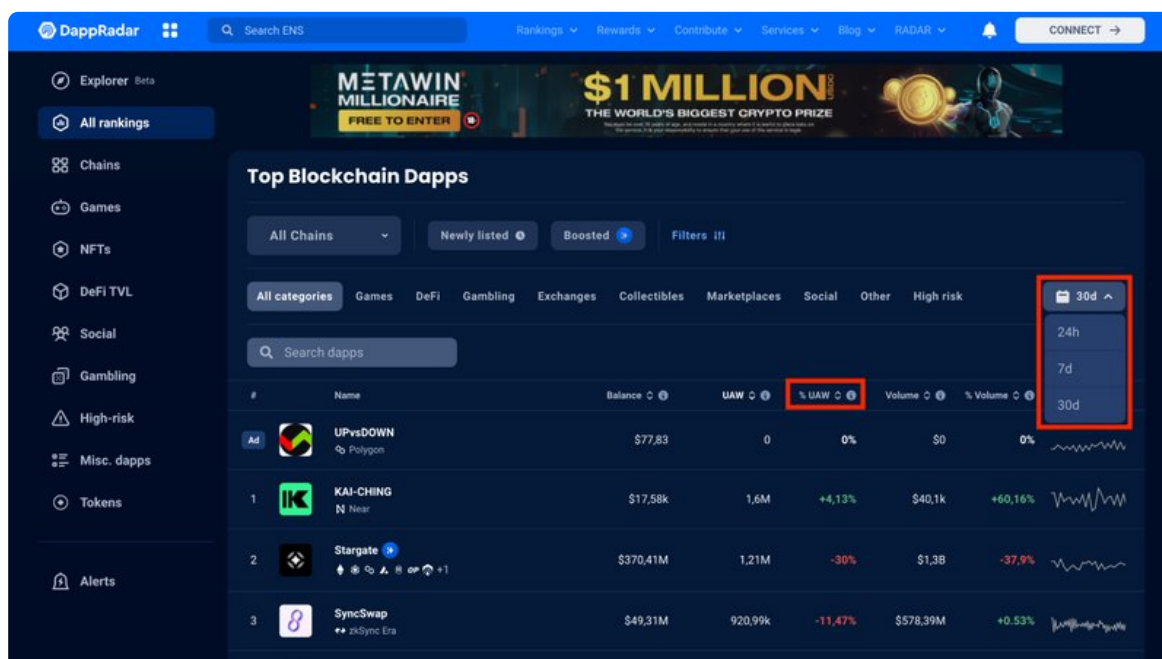 DappRadar
Search ENS
Rankings
Rewards
Contribute
Services
Blog
RADAR
CONNECT →
Explorer Beta
All rankings
Chains
Games
NFTs
DeFi TVL
Social
Gambling
High-risk
Misc. dapps
Tokens
Alerts
METAWIN
MILLIONAIRE
FREE TO ENTER
18+
$1 MILLION USDC
THE WORLD'S BIGGEST CRYPTO PRIZE
Top Blockchain Dapps
All Chains
Newly listed
Boosted
Filters
All categories Games DeFi Gambling Exchanges Collectibles Marketplaces Social Other High risk
30d
24h
7d
30d
Search dapps
# Name Balance UAW % UAW Volume % Volume
Ad UPvsDOWN $77,83 0 0% $0 0%
Polygon
1 KAI-CHING $17,58k 1,6M +4,13% $40,1k +60,16%
Near
2 Stargate $370,41M 1,21M -30% $1,3B -37,9%
OP +1
3 SyncSwap $49,31M 920,99k -11,47% $578,39M +0.53%
zkSync Era